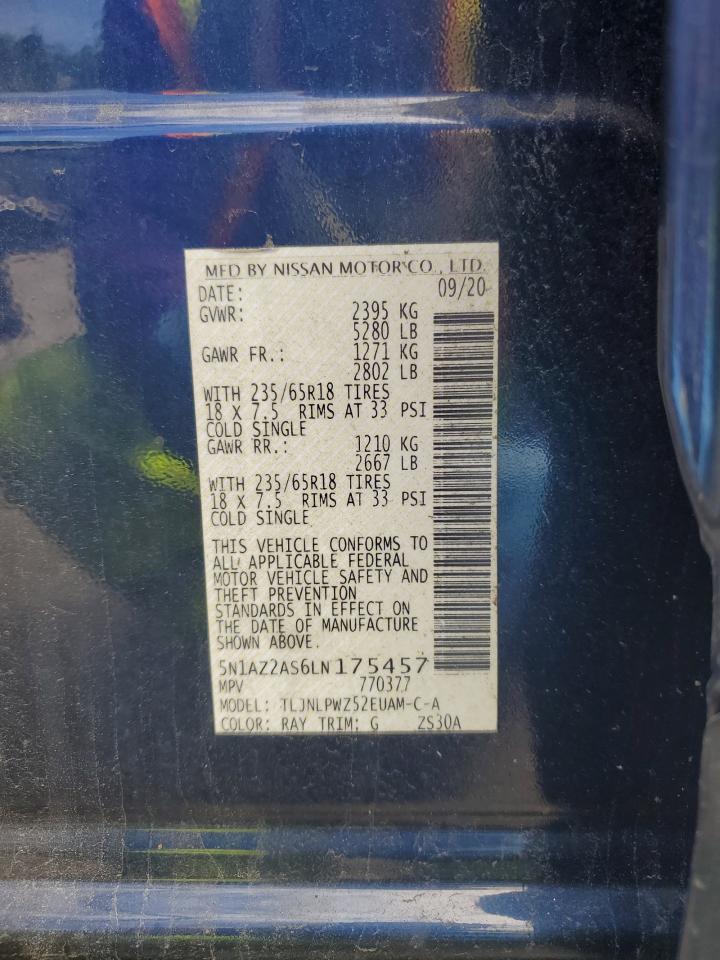 MFD BY NISSAN MOTOR CO., LTD.
DATE: 09/20
GVWR: 2395 KG
5280 LB
GAWR FR.: 1271 KG
2802 LB
WITH 235/65R18 TIRES
18 X 7.5 RIMS AT 33 PSI
COLD SINGLE
GAWR RR.: 1210 KG
2667 LB
WITH 235/65R18 TIRES
18 X 7.5 RIMS AT 33 PSI
COLD SINGLE
THIS VEHICLE CONFORMS TO
ALL APPLICABLE FEDERAL
MOTOR VEHICLE SAFETY AND
THEFT PREVENTION
STANDARDS IN EFFECT ON
THE DATE OF MANUFACTURE
SHOWN ABOVE.
5N1AZ2AS6LN175457
MPV 770377
MODEL: TLJNLPWZ52EUAM-C-A
COLOR: RAY TRIM: G ZS30A